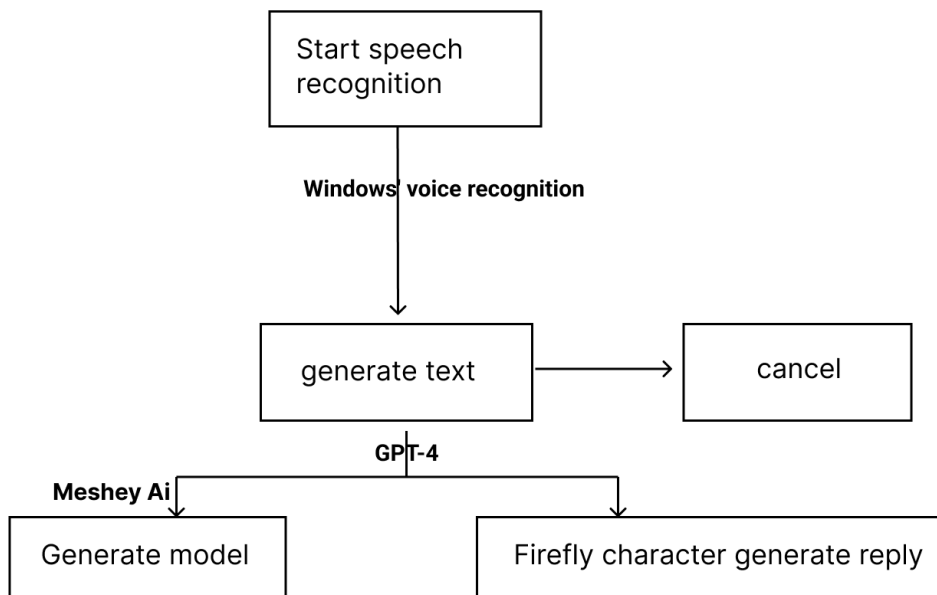 Start speech
recognition
Windows' voice recognition
generate text
cancel
GPT-4
Meshey Ai
Generate model
Firefly character generate reply